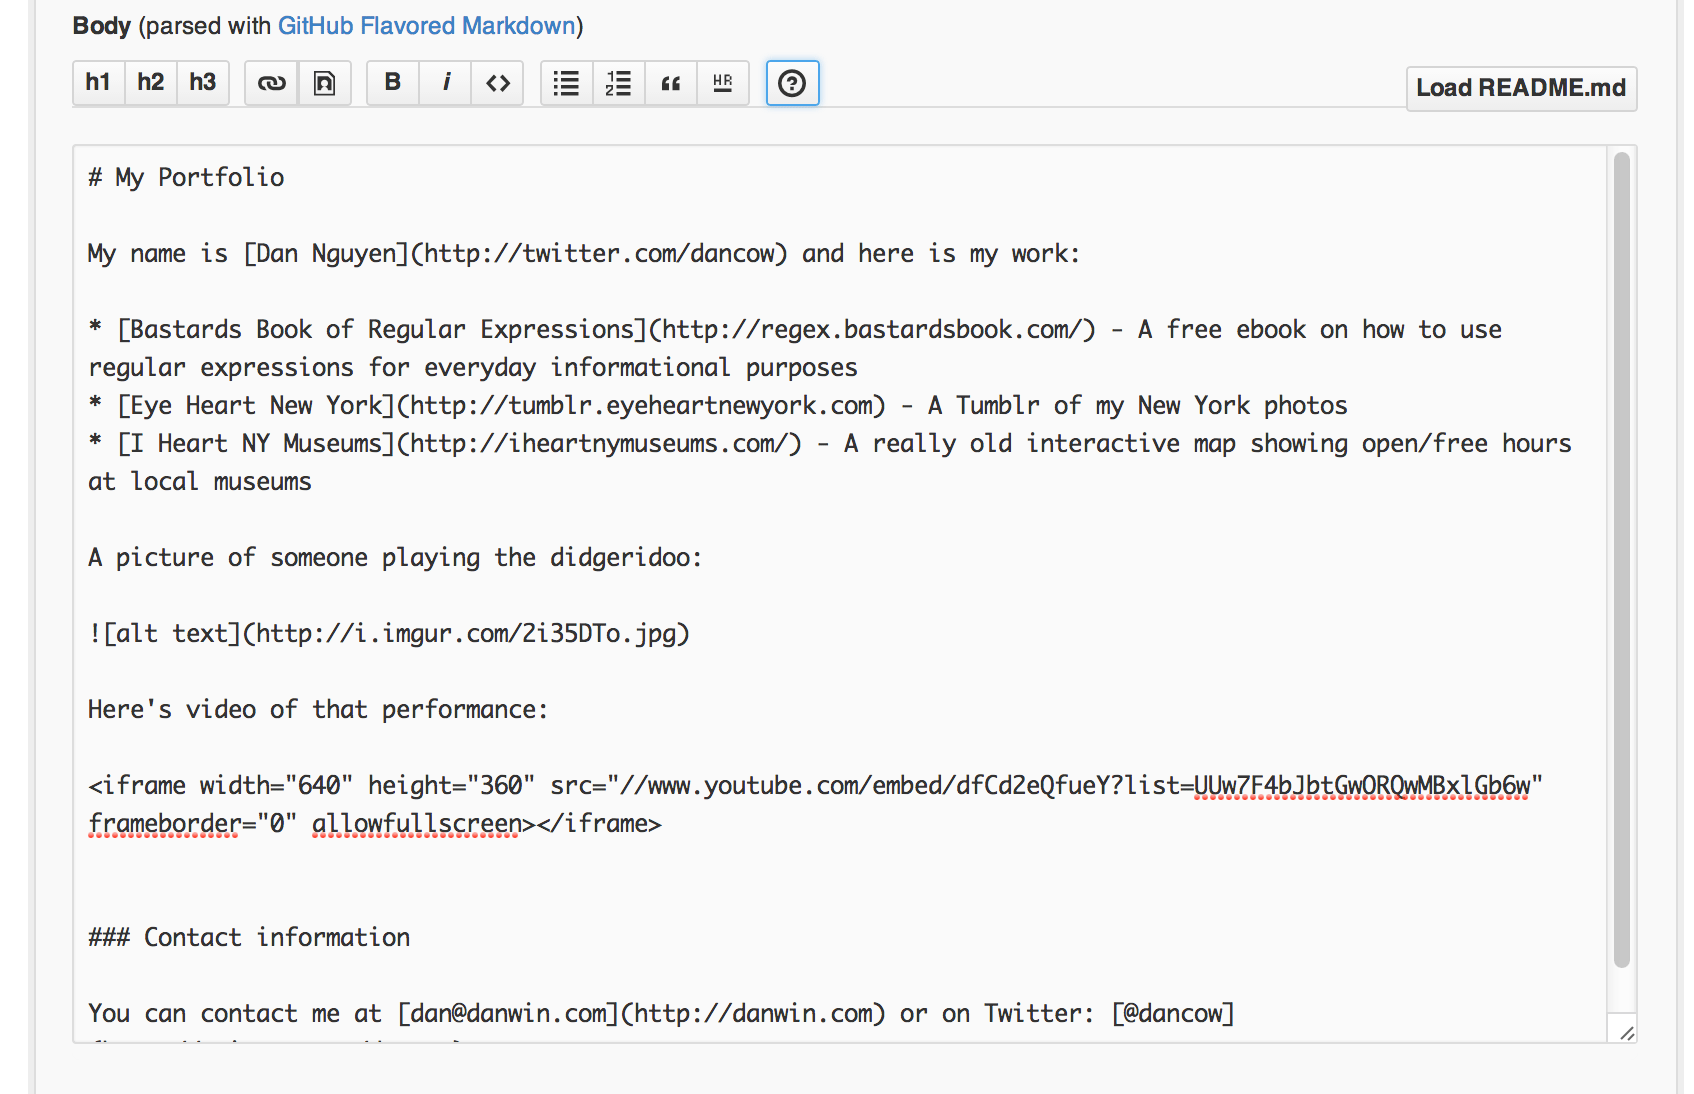 Body (parsed with GitHub Flavored Markdown)
h1 h2 h3 B i <> 1 2 “ HR ?
Load README.md
# My Portfolio
My name is [Dan Nguyen](http://twitter.com/dancow) and here is my work:
* [Bastards Book of Regular Expressions](http://regex.bastardsbook.com/) - A free ebook on how to use
regular expressions for everyday informational purposes
* [Eye Heart New York](http://tumblr.eyeheartnewyork.com) - A Tumblr of my New York photos
* [I Heart NY Museums](http://iheartnymuseums.com/) - A really old interactive map showing open/free hours
at local museums
A picture of someone playing the didgeridoo:
![alt text](http://i.imgur.com/2i35DTo.jpg)
Here's video of that performance:
<iframe width="640" height="360" src="//www.youtube.com/embed/dfCd2eQfueY?list=UUw7F4bJbtGwORQwMBxlGb6w"
frameborder="0" allowfullscreen></iframe>
### Contact information
You can contact me at [dan@danwin.com](http://danwin.com) or on Twitter: [@dancow]